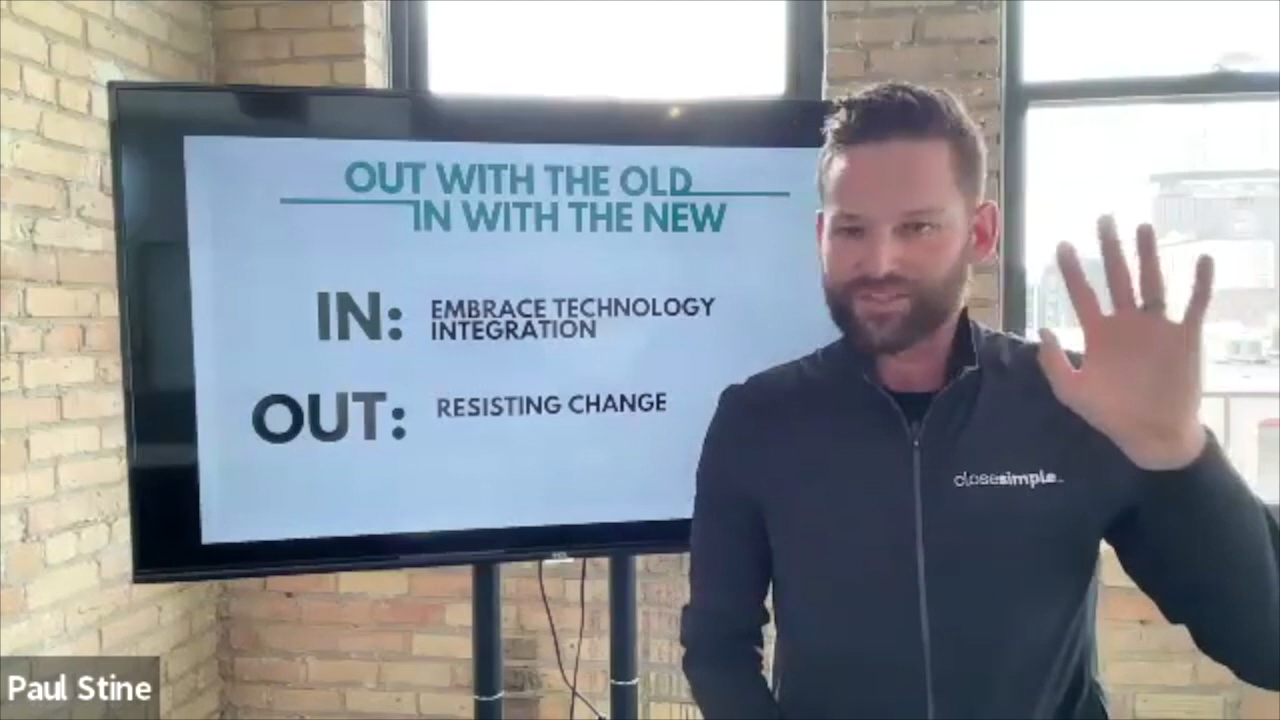 OUT WITH THE OLD
IN WITH THE NEW
IN: EMBRACE TECHNOLOGY
INTEGRATION
OUT: RESISTING CHANGE
closesimple
Paul Stine